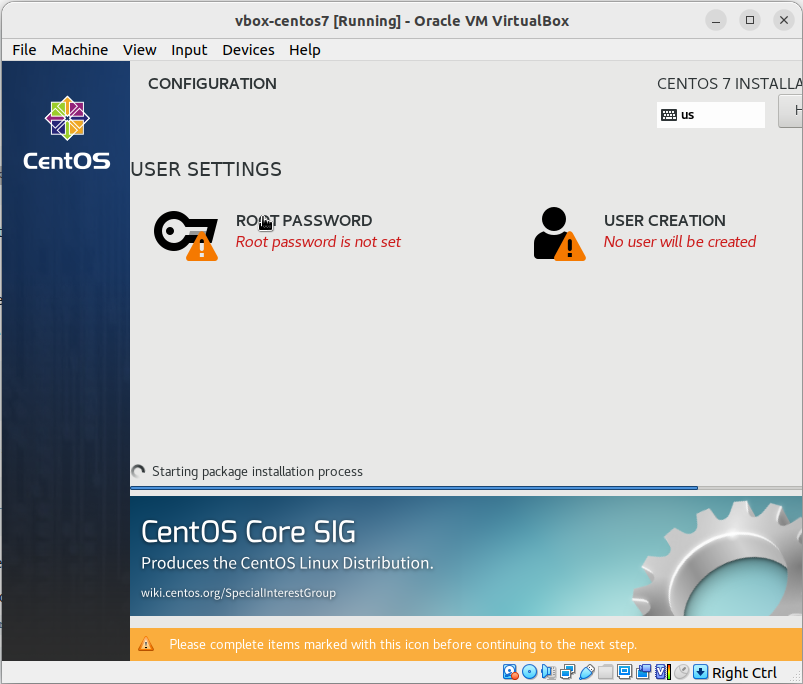 vbox-centos7 [Running] - Oracle VM VirtualBox
File Machine View Input Devices Help
CentOS
CONFIGURATION
CENTOS 7 INSTALLA
us
H
USER SETTINGS
ROOT PASSWORD
Root password is not set
USER CREATION
No user will be created
Starting package installation process
CentOS Core SIG
Produces the CentOS Linux Distribution.
wiki.centos.org/SpecialInterestGroup
Please complete items marked with this icon before continuing to the next step.
Right Ctrl